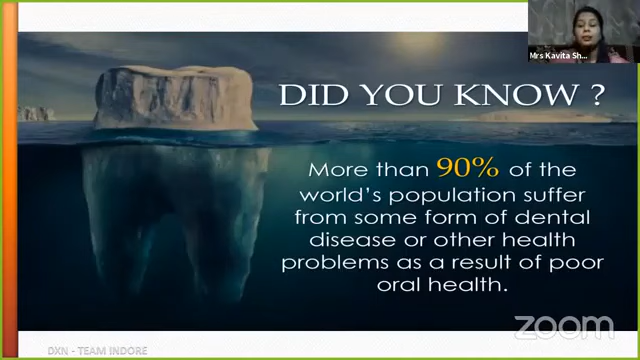 Mrs Kavita Sh...
DID YOU KNOW ?
More than 90% of the
world's population suffer
from some form of dental
disease or other health
problems as a result of poor
oral health.
zoom
DXN - TEAM INDORE